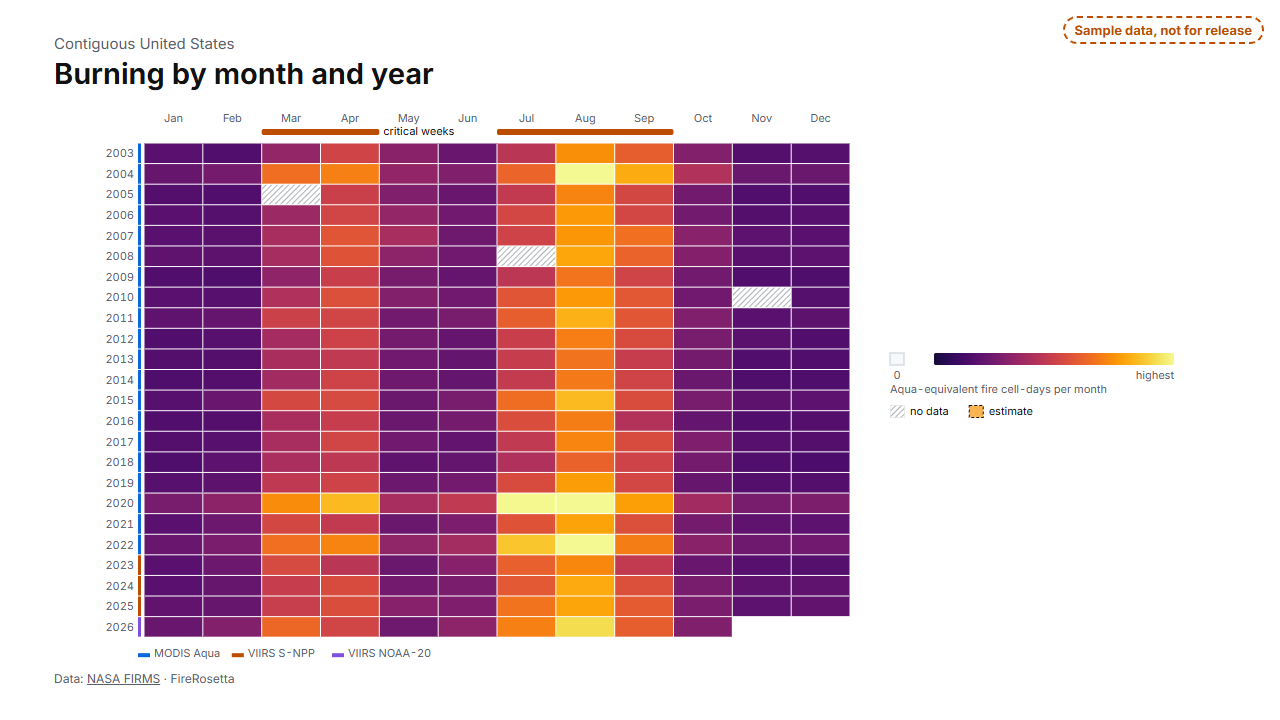 Contiguous United States
Sample data, not for release
Burning by month and year
Jan Feb Mar Apr May Jun Jul Aug Sep Oct Nov Dec
critical weeks
2003
2004
2005
2006
2007
2008
2009
2010
2011
2012
2013
2014
2015
2016
2017
2018
2019
2020
2021
2022
2023
2024
2025
2026
0 highest
Aqua-equivalent fire cell-days per month
no data estimate
MODIS Aqua VIIRS S-NPP VIIRS NOAA-20
Data: NASA FIRMS · FireRosetta